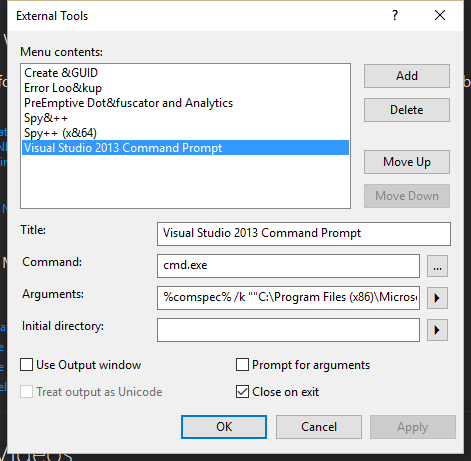 External Tools
Menu contents:
Create &GUID
Error Loo&kup
PreEmptive Dot&fuscator and Analytics
Spy&++
Spy++ (x&64)
Visual Studio 2013 Command Prompt
Add
Delete
Move Up
Move Down
Title:
Visual Studio 2013 Command Prompt
Command:
cmd.exe
...
Arguments:
%comspec% /k ""C:\Program Files (x86)\Microso
Initial directory:
Use Output window
Prompt for arguments
Treat output as Unicode
Close on exit
OK
Cancel
Apply
Videos